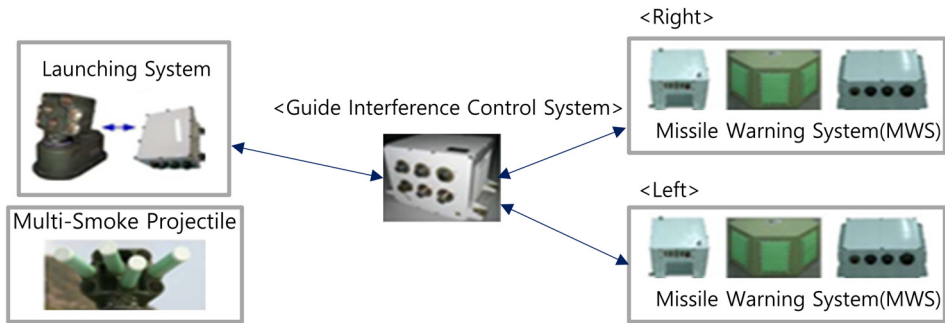 <Right>
Launching System
<Guide Interference Control System>
Missile Warning System(MWS)
<Left>
Multi-Smoke Projectile
Missile Warning System(MWS)